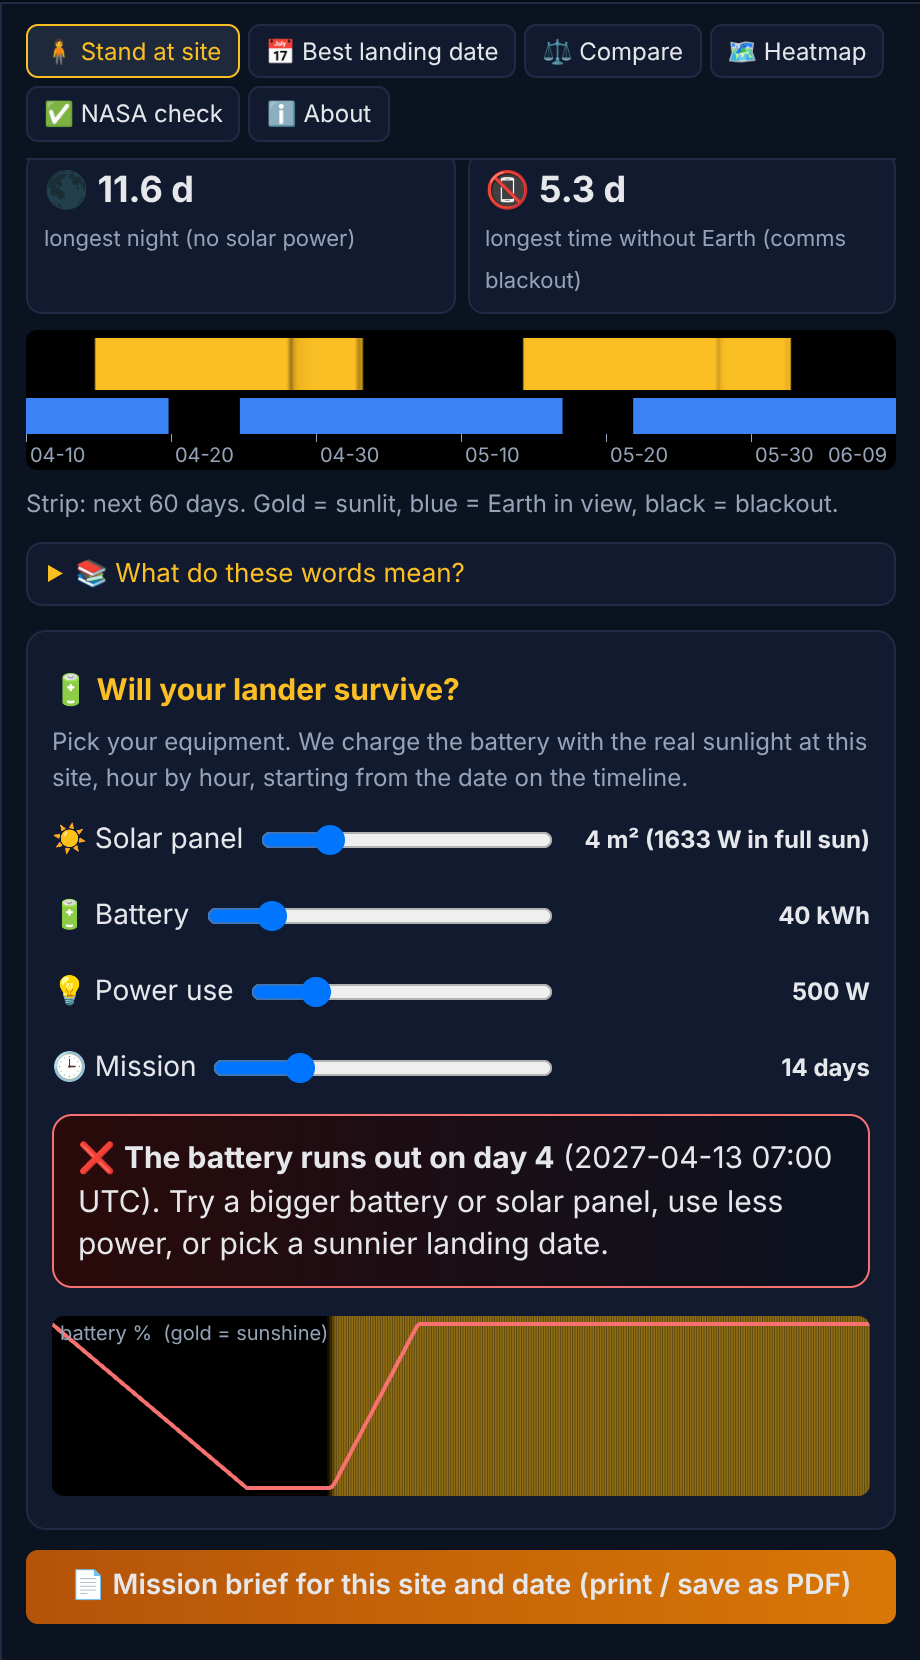 Stand at site
Best landing date
Compare
Heatmap
NASA check
About
11.6 d
longest night (no solar power)
5.3 d
longest time without Earth (comms
blackout)
04-10 04-20 04-30 05-10 05-20 05-30 06-09
Strip: next 60 days. Gold = sunlit, blue = Earth in view, black = blackout.
What do these words mean?
Will your lander survive?
Pick your equipment. We charge the battery with the real sunlight at this
site, hour by hour, starting from the date on the timeline.
Solar panel 4 m² (1633 W in full sun)
Battery 40 kWh
Power use 500 W
Mission 14 days
The battery runs out on day 4 (2027-04-13 07:00
UTC). Try a bigger battery or solar panel, use less
power, or pick a sunnier landing date.
battery % (gold = sunshine)
Mission brief for this site and date (print / save as PDF)